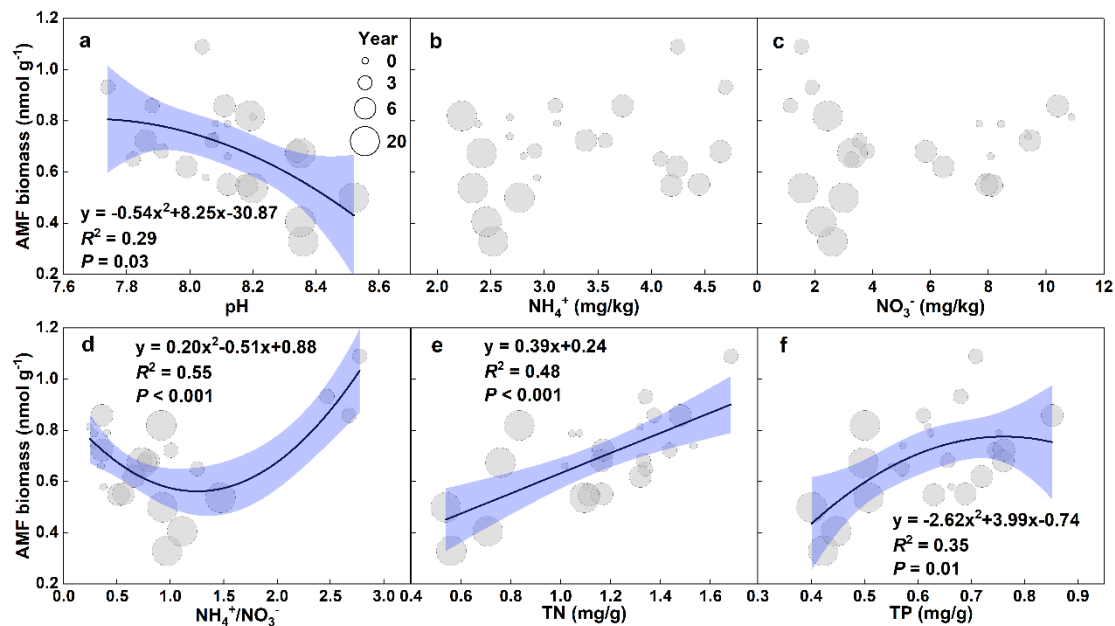 AMF biomass (nmol g⁻¹)
1.2
1.0
0.8
0.6
0.4
0.2
a
Year
0
3
6
20
y = -0.54x²+8.25x-30.87
R² = 0.29
P = 0.03
7.6 7.8 8.0 8.2 8.4 8.6
pH
b
2.0 2.5 3.0 3.5 4.0 4.5
NH₄⁺ (mg/kg)
c
0 2 4 6 8 10 12
NO₃⁻ (mg/kg)
AMF biomass (nmol g⁻¹)
1.2
1.0
0.8
0.6
0.4
0.2
d
y = 0.20x²-0.51x+0.88
R² = 0.55
P < 0.001
0.0 0.5 1.0 1.5 2.0 2.5 3.0
NH₄⁺/NO₃⁻
e
y = 0.39x+0.24
R² = 0.48
P < 0.001
0.4 0.6 0.8 1.0 1.2 1.4 1.6
TN (mg/g)
f
y = -2.62x²+3.99x-0.74
R² = 0.35
P = 0.01
0.3 0.4 0.5 0.6 0.7 0.8 0.9
TP (mg/g)